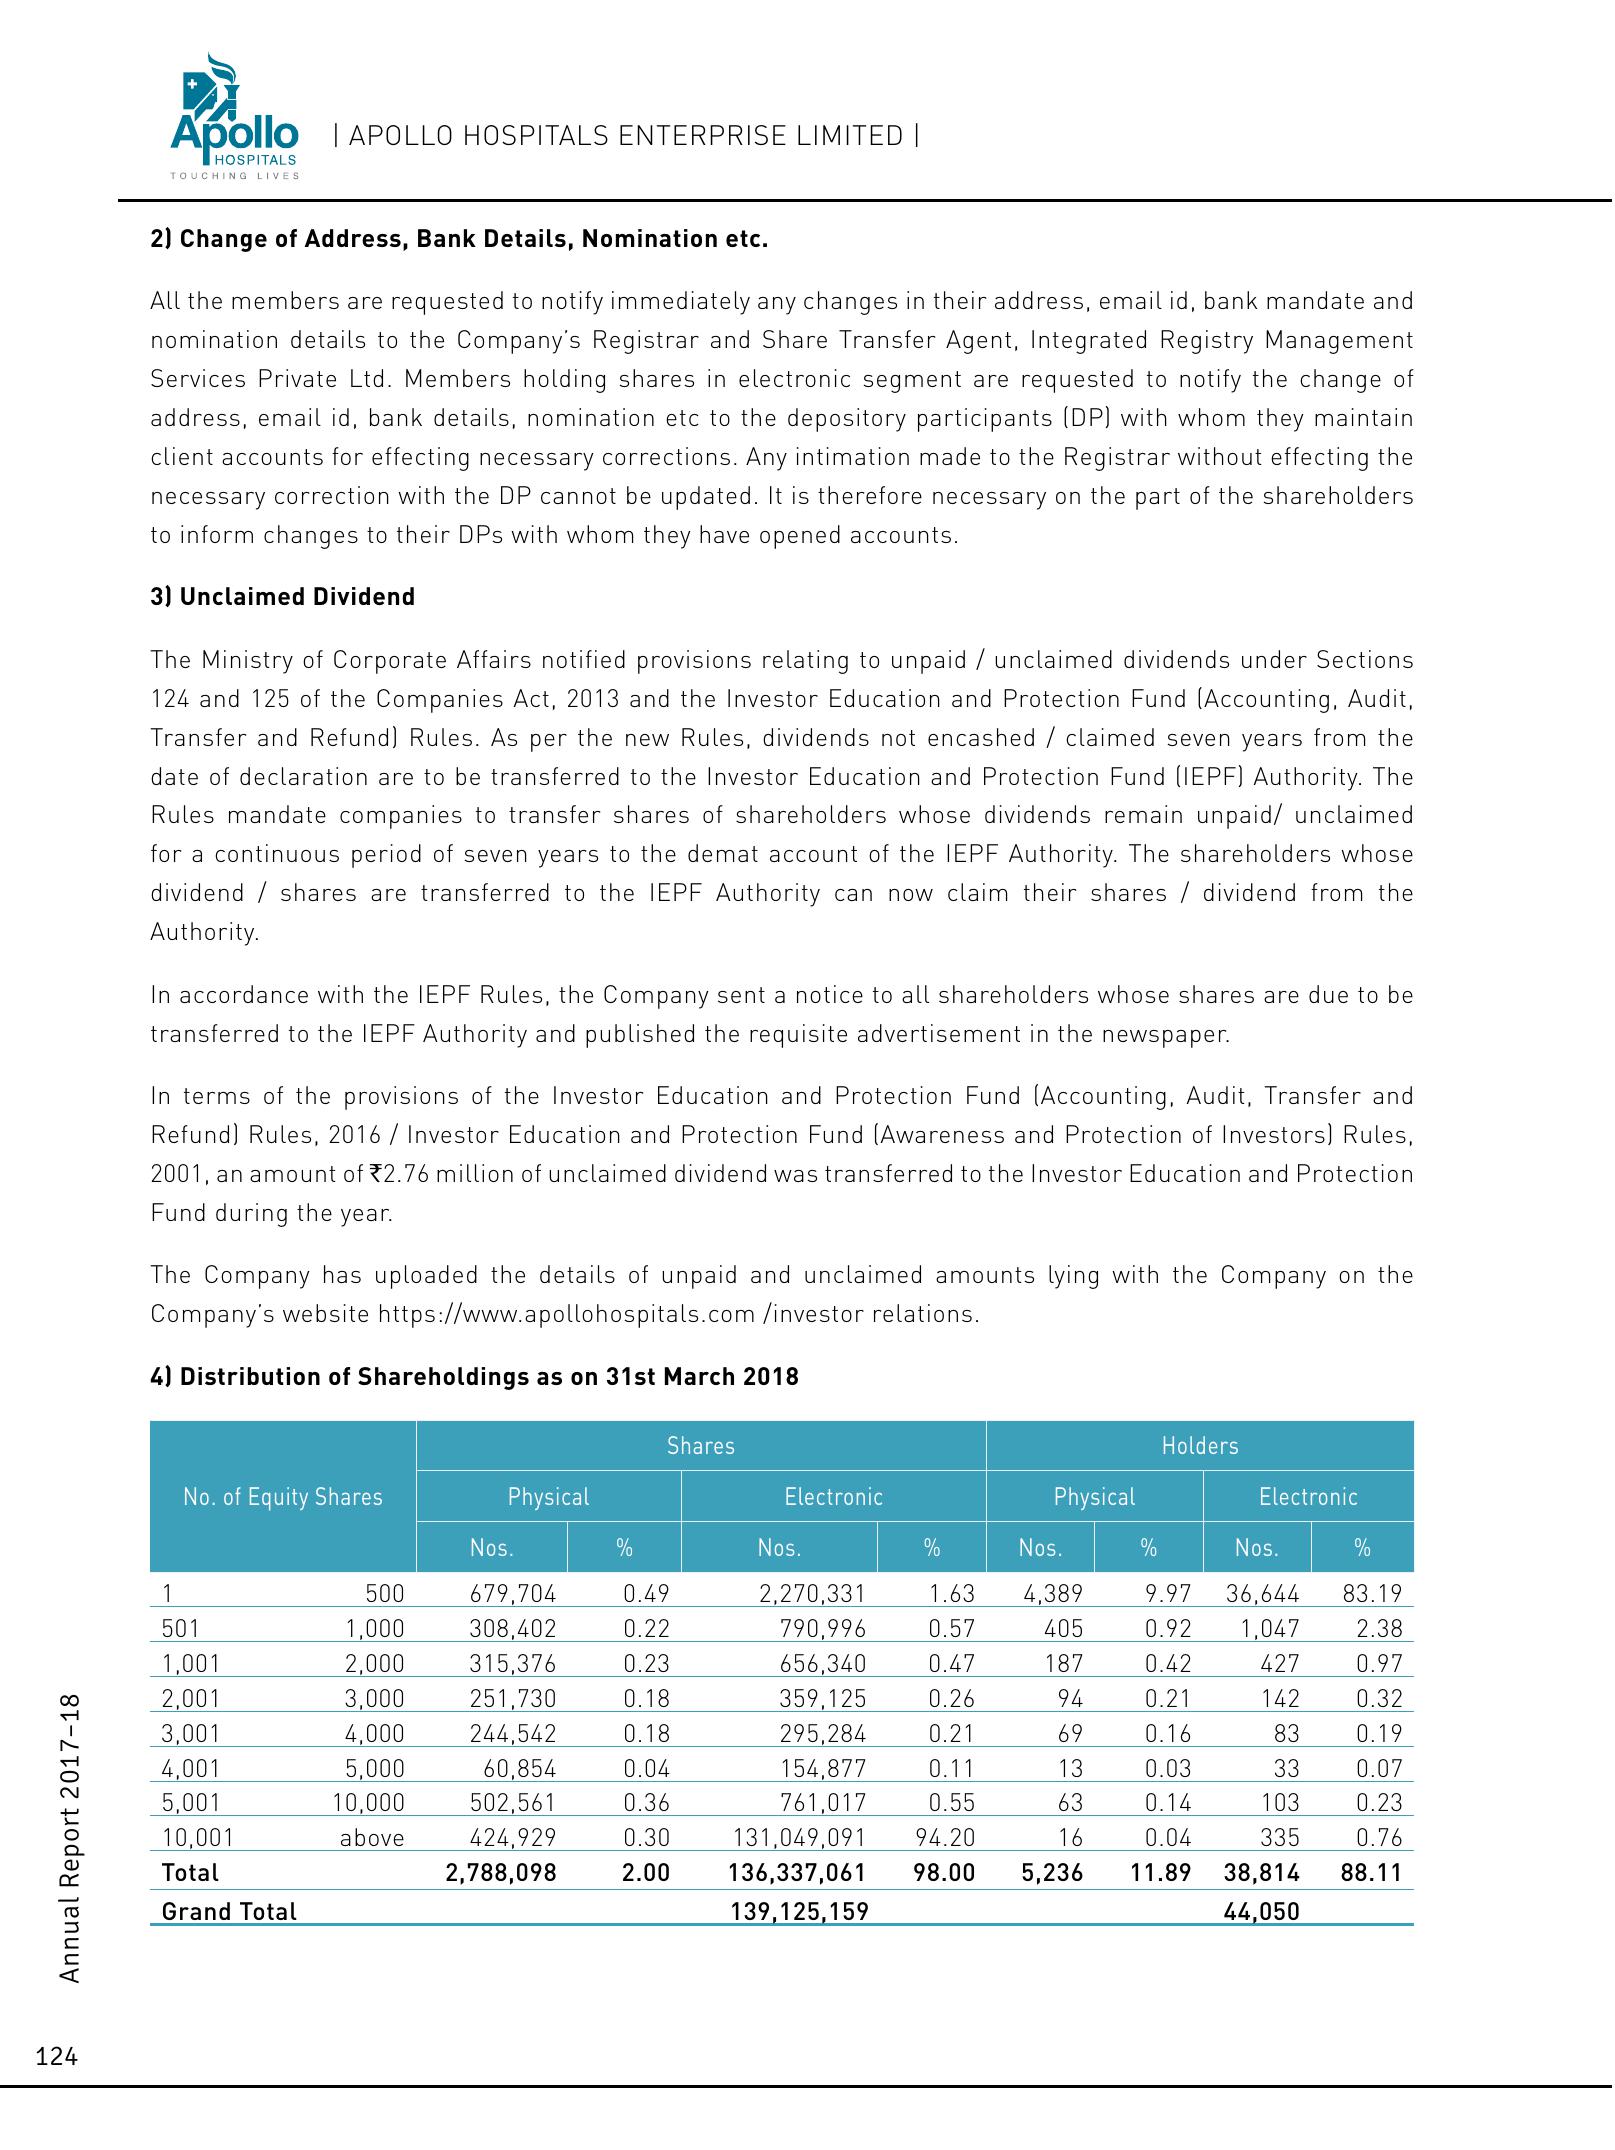 Apollo
HOSPITALS
TOUCHING LIVES
| APOLLO HOSPITALS ENTERPRISE LIMITED |
2) Change of Address, Bank Details, Nomination etc.
All the members are requested to notify immediately any changes in their address, email id, bank mandate and
nomination details to the Company’s Registrar and Share Transfer Agent, Integrated Registry Management
Services Private Ltd. Members holding shares in electronic segment are requested to notify the change of
address, email id, bank details, nomination etc to the depository participants (DP) with whom they maintain
client accounts for effecting necessary corrections. Any intimation made to the Registrar without effecting the
necessary correction with the DP cannot be updated. It is therefore necessary on the part of the shareholders
to inform changes to their DPs with whom they have opened accounts.
3) Unclaimed Dividend
The Ministry of Corporate Affairs notified provisions relating to unpaid / unclaimed dividends under Sections
124 and 125 of the Companies Act, 2013 and the Investor Education and Protection Fund (Accounting, Audit,
Transfer and Refund) Rules. As per the new Rules, dividends not encashed / claimed seven years from the
date of declaration are to be transferred to the Investor Education and Protection Fund (IEPF) Authority. The
Rules mandate companies to transfer shares of shareholders whose dividends remain unpaid/ unclaimed
for a continuous period of seven years to the demat account of the IEPF Authority. The shareholders whose
dividend / shares are transferred to the IEPF Authority can now claim their shares / dividend from the
Authority.
In accordance with the IEPF Rules, the Company sent a notice to all shareholders whose shares are due to be
transferred to the IEPF Authority and published the requisite advertisement in the newspaper.
In terms of the provisions of the Investor Education and Protection Fund (Accounting, Audit, Transfer and
Refund) Rules, 2016 / Investor Education and Protection Fund (Awareness and Protection of Investors) Rules,
2001, an amount of ₹2.76 million of unclaimed dividend was transferred to the Investor Education and Protection
Fund during the year.
The Company has uploaded the details of unpaid and unclaimed amounts lying with the Company on the
Company’s website https://www.apollohospitals.com /investor relations.
4) Distribution of Shareholdings as on 31st March 2018
Shares Holders
No. of Equity Shares Physical Electronic Physical Electronic
Nos. % Nos. % Nos. % Nos. %
1 500 679,704 0.49 2,270,331 1.63 4,389 9.97 36,644 83.19
501 1,000 308,402 0.22 790,996 0.57 405 0.92 1,047 2.38
1,001 2,000 315,376 0.23 656,340 0.47 187 0.42 427 0.97
2,001 3,000 251,730 0.18 359,125 0.26 94 0.21 142 0.32
3,001 4,000 244,542 0.18 295,284 0.21 69 0.16 83 0.19
4,001 5,000 60,854 0.04 154,877 0.11 13 0.03 33 0.07
5,001 10,000 502,561 0.36 761,017 0.55 63 0.14 103 0.23
10,001 above 424,929 0.30 131,049,091 94.20 16 0.04 335 0.76
Total 2,788,098 2.00 136,337,061 98.00 5,236 11.89 38,814 88.11
Grand Total 139,125,159 44,050
Annual Report 2017–18
124